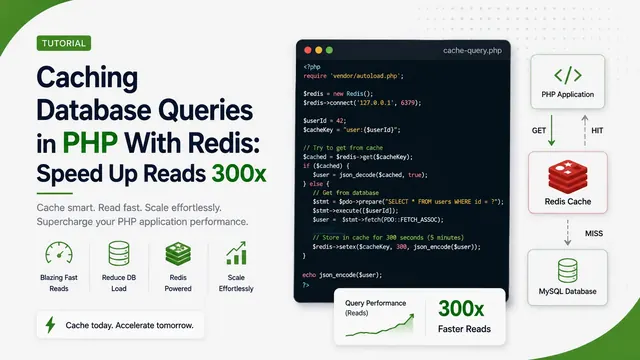 TUTORIAL
Caching
Database Queries
in PHP With Redis:
Speed Up Reads 300x
Cache smart. Read fast. Scale effortlessly.
Supercharge your PHP application performance.
Blazing Fast
Reads
Reduce DB
Load
Redis
Powered
Scale
Effortlessly
Cache today. Accelerate tomorrow.
cache-query.php
<?php
require 'vendor/autoload.php';
$redis = new Redis();
$redis->connect('127.0.0.1', 6379);
$userId = 42;
$cacheKey = "user:{$userId}";
// Try to get from cache
$cached = $redis->get($cacheKey);
if ($cached) {
$user = json_decode($cached, true);
} else {
// Get from database
$stmt = $pdo->prepare("SELECT * FROM users WHERE id = ?");
$stmt->execute([$userId]);
$user = $stmt->fetch(PDO::FETCH_ASSOC);
// Store in cache for 300 seconds (5 minutes)
$redis->setex($cacheKey, 300, json_encode($user));
}
echo json_encode($user);
?>
Query Performance
(Reads)
300x
Faster Reads
</>
PHP Application
GET
HIT
Redis Cache
MISS
MySQL Database